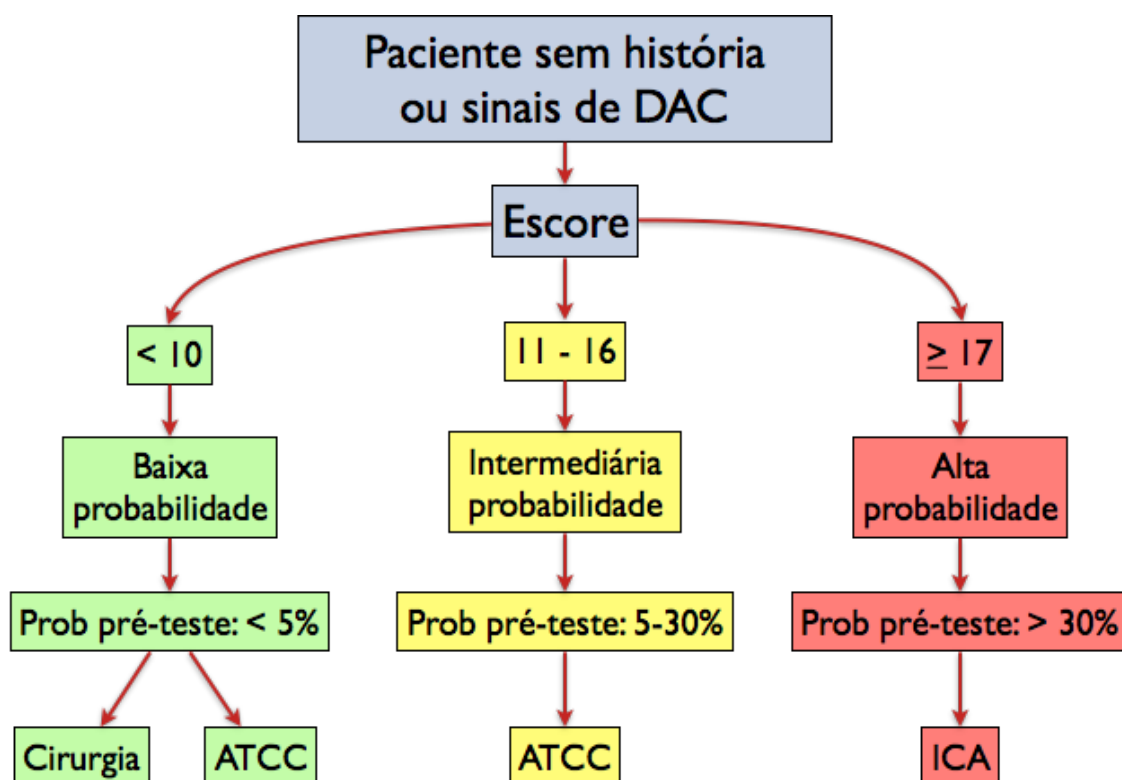 Paciente sem história
ou sinais de DAC
Escore
< 10
11 - 16
≥ 17
Baixa
probabilidade
Intermediária
probabilidade
Alta
probabilidade
Prob pré-teste: < 5%
Prob pré-teste: 5-30%
Prob pré-teste: > 30%
Cirurgia
ATCC
ATCC
ICA